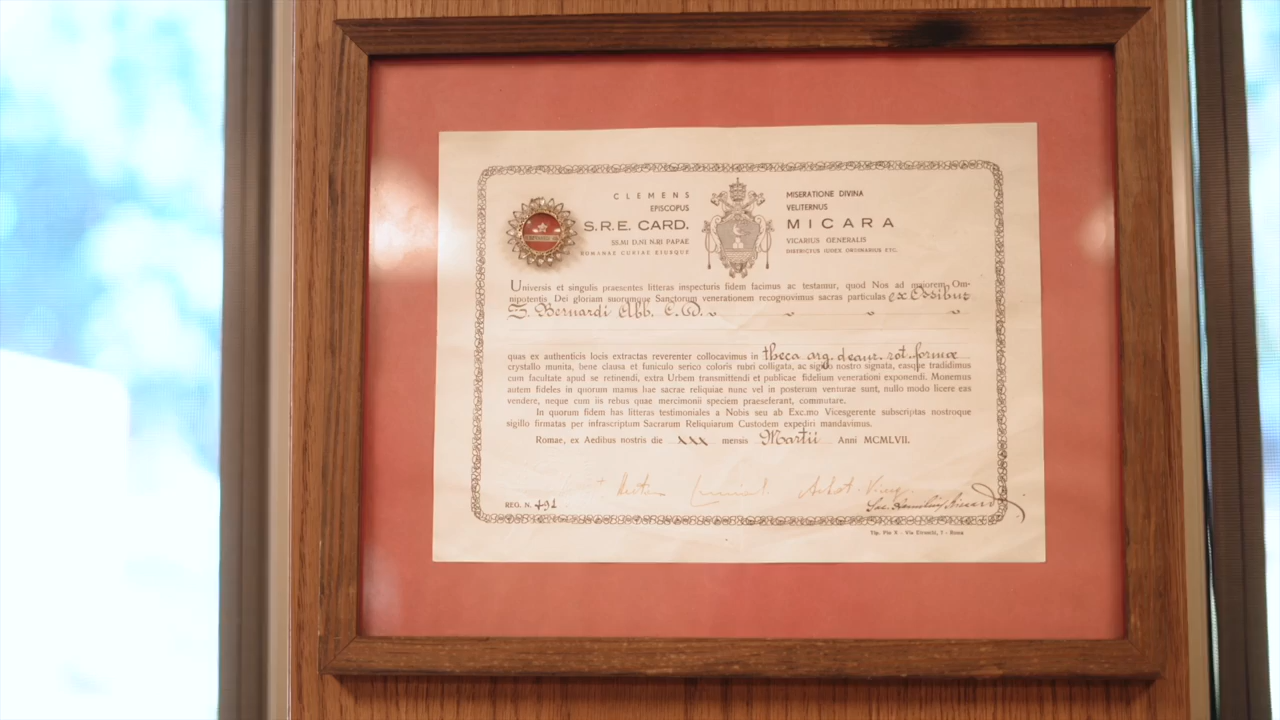 CLEMENS
EPISCOPUS
S.R.E. CARD.
SS.MI D.NI N.RI PAPAE
ROMANAE CURIAE EIUSQUE
MISERATIONE DIVINA
VELITERNUS
MICARA
VICARIUS GENERALIS
DISTRICTUS IUDEX ORDINARIUS ETC.
Universis et singulis praesentes litteras inspecturis fidem facimus ac testamur, quod Nos ad majorem Om-
nipotentis Dei gloriam suorumque Sanctorum venerationem recognovimus sacras particulas ex Ossibus
S. Bernardi Abb. E. D.
quas ex authenticis locis extractas reverenter collocavimus in theca arg. deaur. rot. formae
crystallo munita, bene clausa et funiculo serico coloris rubri colligata, ac sigillo nostro signata, easque tradidimus
cum facultate apud se retinendi, extra Urbem transmittendi et publicae fidelium venerationi exponendi. Monemus
autem fideles in quorum manus hae sacrae reliquiae nunc vel in posterum venturae sunt, nullo modo licere eas
vendere, neque cum iis rebus quae mercimonii speciem praeseferant, commutare.
In quorum fidem has litteras testimoniales a Nobis seu ab Exc.mo Vicesgerente subscriptas nostroque
sigillo firmatas per infrascriptum Sacrarum Reliquiarum Custodem expediri mandavimus.
Romae, ex Aedibus nostris die XXX mensis Martii Anni MCMLVII.
REG. N. 491
Tip. Pio X - Via Etruschi, 7 - Roma